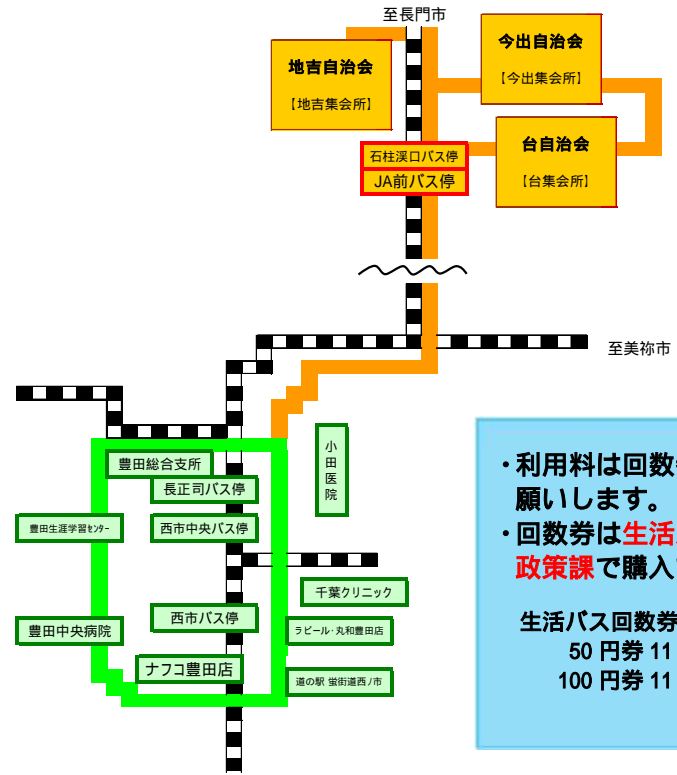 至長門市
地吉自治会
【地吉集会所】
今出自治会
【今出集会所】
台自治会
【台集会所】
石柱渓口バス停
JA前バス停
至美祢市
小田医院
豊田総合支所
長正司バス停
豊田生涯学習ｾﾝﾀｰ
西市中央バス停
千葉クリニック
豊田中央病院
西市バス停
ラピール・丸和豊田店
ナフコ豊田店
道の駅 蛍街道西ノ市
・利用料は回数
願いします。
・回数券は生活
政策課で購入
生活バス回数券
50 円券 11
100 円券 11